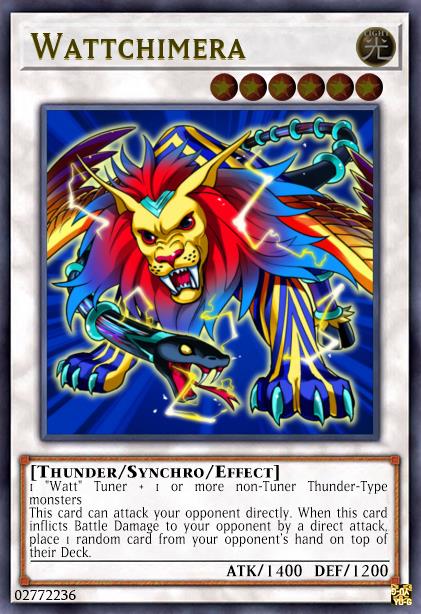 Wattchimera
LIGHT
光
[Thunder/Synchro/Effect]
1 "Watt" Tuner + 1 or more non-Tuner Thunder-Type
monsters
This card can attack your opponent directly. When this card
inflicts Battle Damage to your opponent by a direct attack,
place 1 random card from your opponent's hand on top of
their Deck.
ATK/1400 DEF/1200
02772236